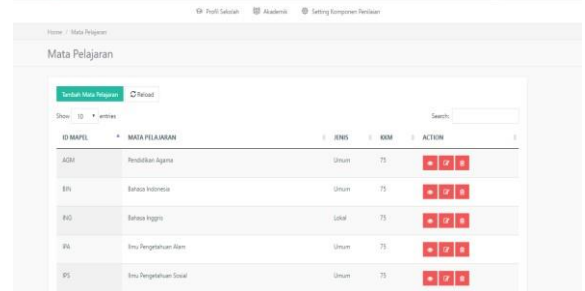 Profil Sekolah Akademik Setting Komponen Penilaian
Home / Mata Pelajaran
Mata Pelajaran
Tambah Mata Pelajaran Reload
Show 10 entries Search:
ID MAPEL MATA PELAJARAN JENIS KKM ACTION
AGM Pendidikan Agama Umum 75
BIN Bahasa Indonesia Umum 75
ING Bahasa Inggris Lokal 75
IPA Ilmu Pengetahuan Alam Umum 75
IPS Ilmu Pengetahuan Sosial Umum 75